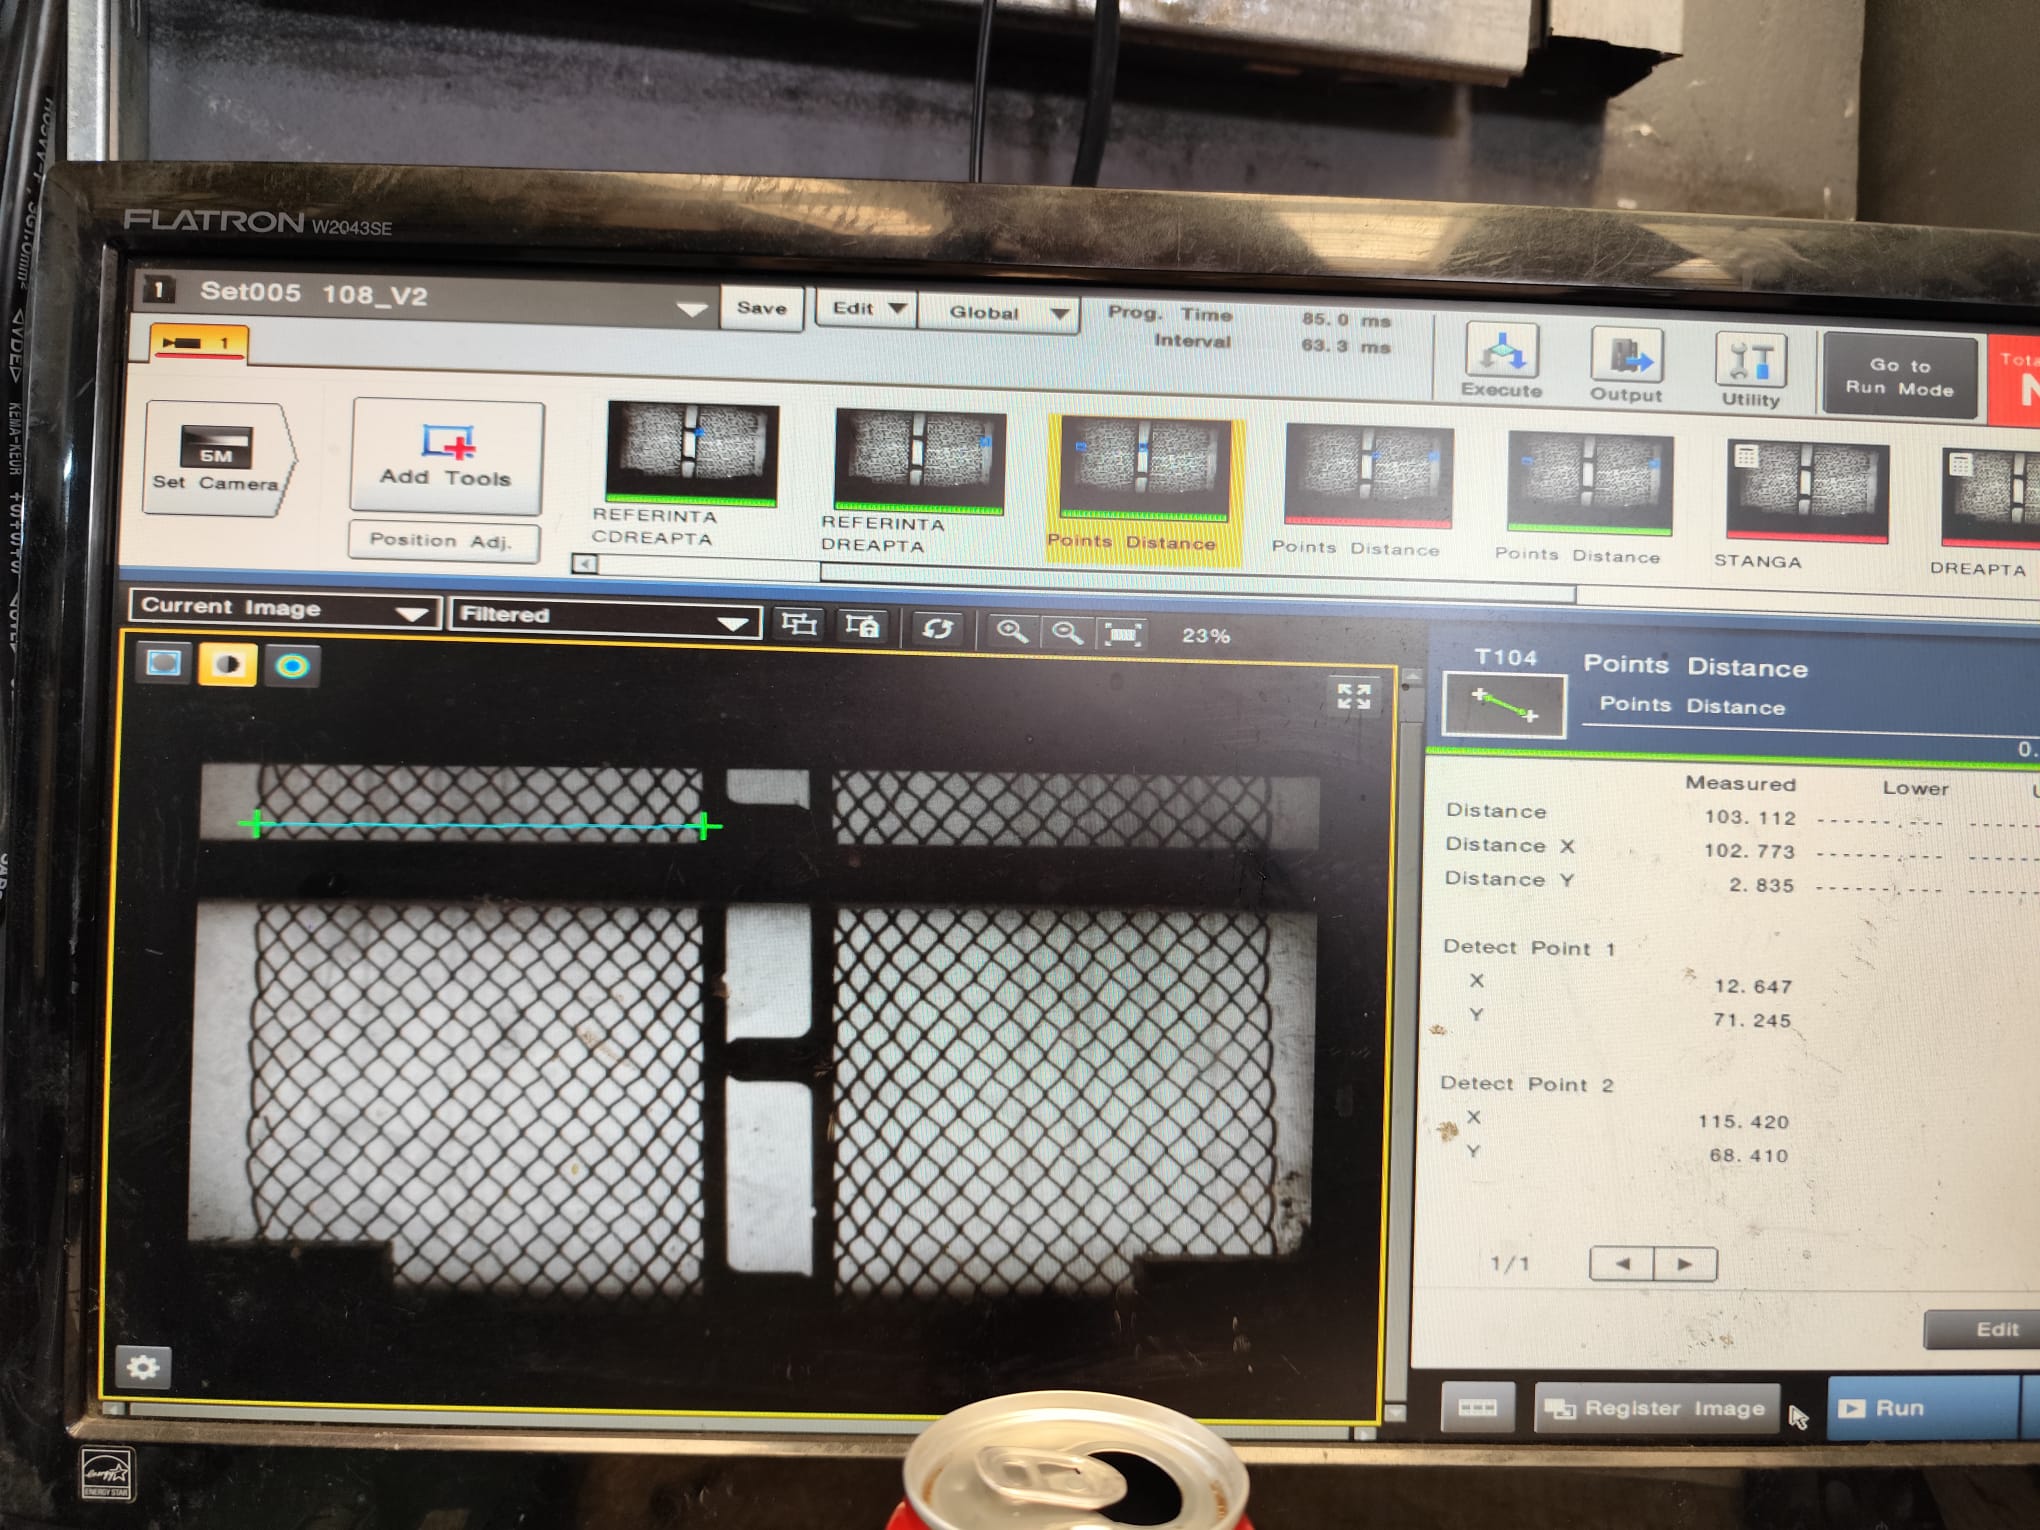 FLATRON W2043SE
1 Set005 108_V2
Save
Edit
Global
Prog. Time 85.0 ms
Interval 63.3 ms
Execute
Output
Utility
Go to
Run Mode
Tota
N
1
5M
Set Camera
Add Tools
Position Adj.
REFERINTA
CDREAPTA
REFERINTA
DREAPTA
Points Distance
Points Distance
Points Distance
STANGA
DREAPTA
Current Image
Filtered
23%
T104
Points Distance
Points Distance
0.
Measured Lower U
Distance 103.112
Distance X 102.773
Distance Y 2.835
Detect Point 1
X 12.647
Y 71.245
Detect Point 2
X 115.420
Y 68.410
1/1
Edit
Register Image
Run
ENERGY STAR